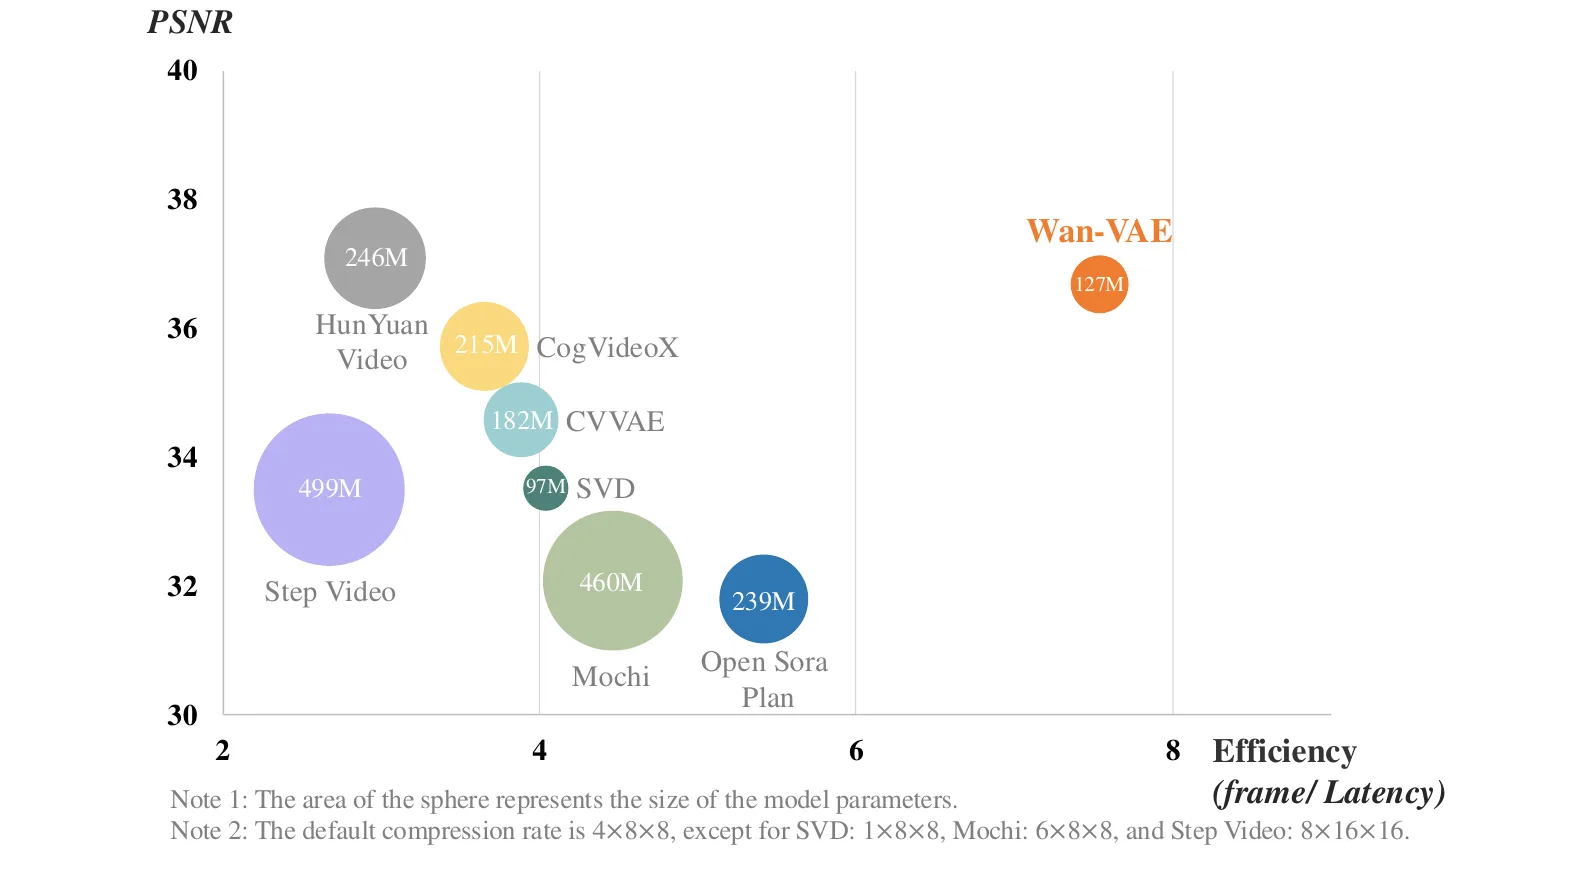 PSNR
40
38
Wan-VAE
246M
127M
HunYuan
Video
36
215M
CogVideoX
182M
CVVAE
34
499M
97M
SVD
Step Video
32
460M
239M
Mochi
Open Sora
Plan
30
2
4
6
8
Efficiency
(frame/ Latency)
Note 1: The area of the sphere represents the size of the model parameters.
Note 2: The default compression rate is 4×8×8, except for SVD: 1×8×8, Mochi: 6×8×8, and Step Video: 8×16×16.